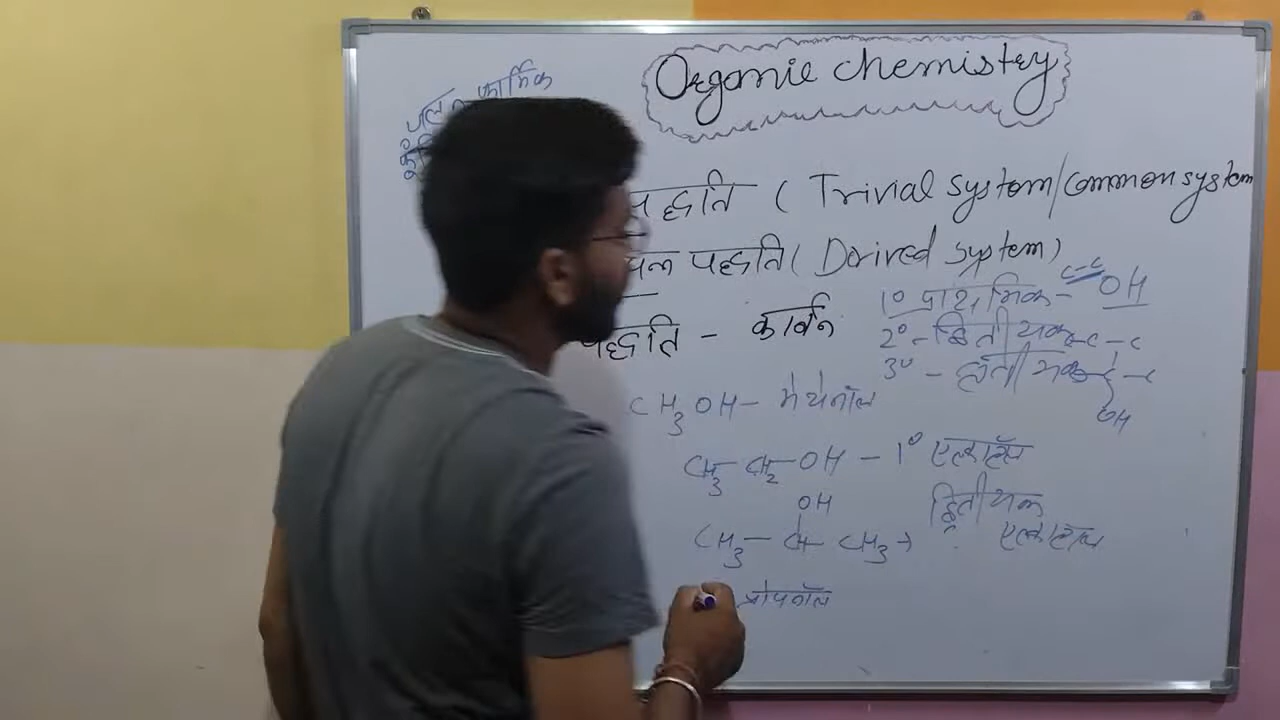 Organic chemistry
कार्मिक
पद्धति ( Trivial system/common system
पद्धति ( Derived system)
पद्धति - कार्बन
1° प्राथमिक - C-C OH
2° - द्वितीयक -C-C
3° -
OH
CH3 OH - मेथेनॉल
CH3 - CH2 - OH - 1° एल्काहॉल
OH
द्वितीयक
CH3 - CH - CH3 → एल्काहॉल
प्रोपनॉल